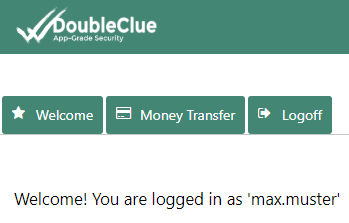 DoubleClue
App-Grade Security
Welcome
Money Transfer
Logoff
Welcome! You are logged in as 'max.muster'